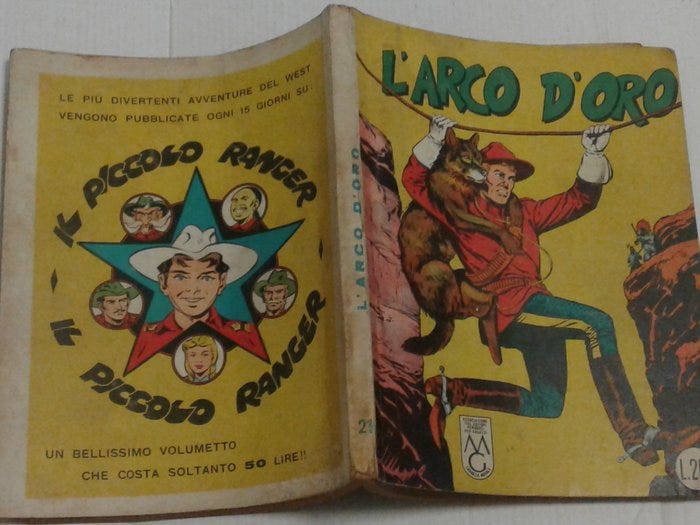 LE PIÙ DIVERTENTI AVVENTURE DEL WEST
VENGONO PUBBLICATE OGNI 15 GIORNI SU:
IL PICCOLO RANGER -
IL PICCOLO RANGER -
UN BELLISSIMO VOLUMETTO
CHE COSTA SOLTANTO 50 LIRE!!
L'ARCO D'ORO
L'ARCO D'ORO
MG